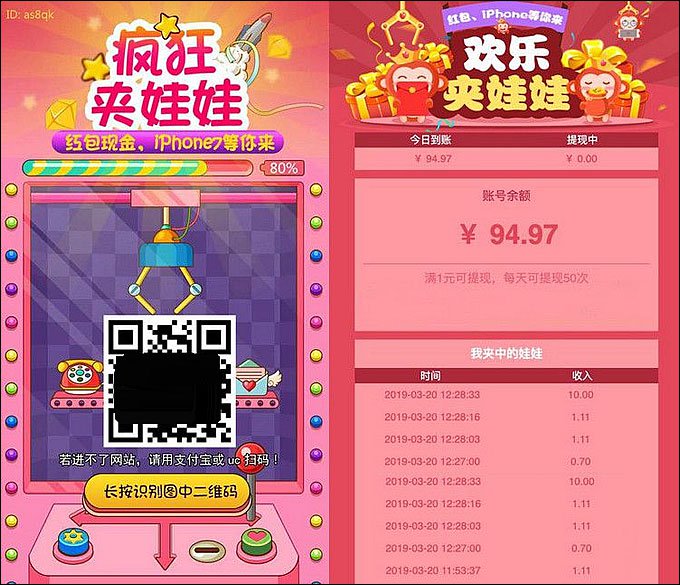 ID: as8qk
疯狂
夹娃娃
红包现金，iPhone7等你来
80%
若进不了网站，请用支付宝或 uc 扫码！
长按识别图中二维码
红包、iPhone等你来
欢乐
夹娃娃
今日到账 提现中
¥ 94.97 ¥ 0.00
账号余额
¥ 94.97
满1元可提现，每天可提现50次
我夹中的娃娃
时间 收入
2019-03-20 12:28:33 10.00
2019-03-20 12:28:16 1.11
2019-03-20 12:28:03 1.11
2019-03-20 12:27:00 0.70
2019-03-20 12:28:33 10.00
2019-03-20 12:28:16 1.11
2019-03-20 12:28:03 1.11
2019-03-20 12:27:00 0.70
2019-03-20 11:53:37 1.11